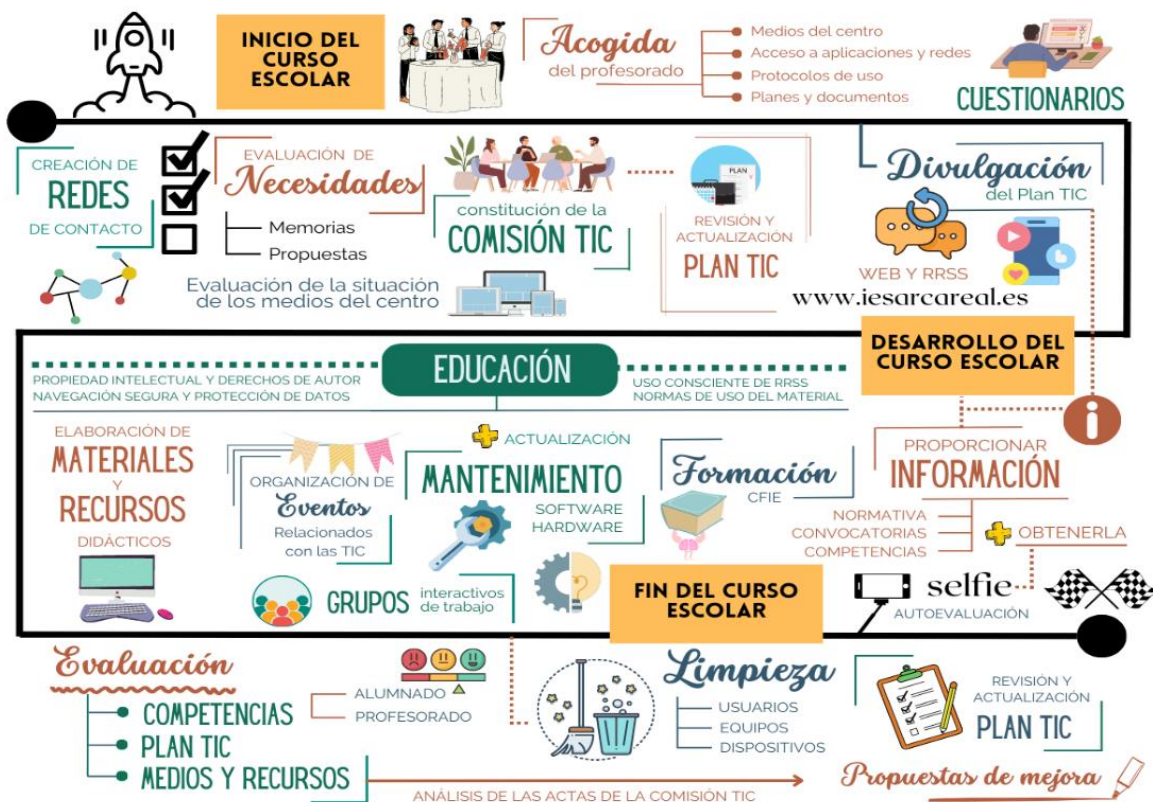 INICIO DEL
CURSO
ESCOLAR
Acogida
del profesorado
Medios del centro
Acceso a aplicaciones y redes
Protocolos de uso
Planes y documentos
CUESTIONARIOS
CREACIÓN DE
REDES
DE CONTACTO
EVALUACIÓN DE
Necesidades
Memorias
Propuestas
Evaluación de la situación
de los medios del centro
constitución de la
COMISIÓN TIC
PLAN
REVISIÓN Y
ACTUALIZACIÓN
PLAN TIC
Divulgación
del Plan TIC
WEB Y RRSS
www.iesarcareal.es
DESARROLLO DEL
CURSO ESCOLAR
EDUCACIÓN
PROPIEDAD INTELECTUAL Y DERECHOS DE AUTOR
NAVEGACIÓN SEGURA Y PROTECCIÓN DE DATOS
USO CONSCIENTE DE RRSS
NORMAS DE USO DEL MATERIAL
ELABORACIÓN DE
MATERIALES
Y
RECURSOS
DIDÁCTICOS
ORGANIZACIÓN DE
Eventos
Relacionados
con las TIC
ACTUALIZACIÓN
MANTENIMIENTO
SOFTWARE
HARDWARE
GRUPOS
interactivos
de trabajo
Formación
CFIE
i
PROPORCIONAR
INFORMACIÓN
NORMATIVA
CONVOCATORIAS
COMPETENCIAS
OBTENERLA
selfie
AUTOEVALUACIÓN
FIN DEL CURSO
ESCOLAR
Evaluación
COMPETENCIAS
PLAN TIC
MEDIOS Y RECURSOS
ALUMNADO
PROFESORADO
Limpieza
USUARIOS
EQUIPOS
DISPOSITIVOS
REVISIÓN Y
ACTUALIZACIÓN
PLAN TIC
ANÁLISIS DE LAS ACTAS DE LA COMISIÓN TIC
Propuestas de mejora